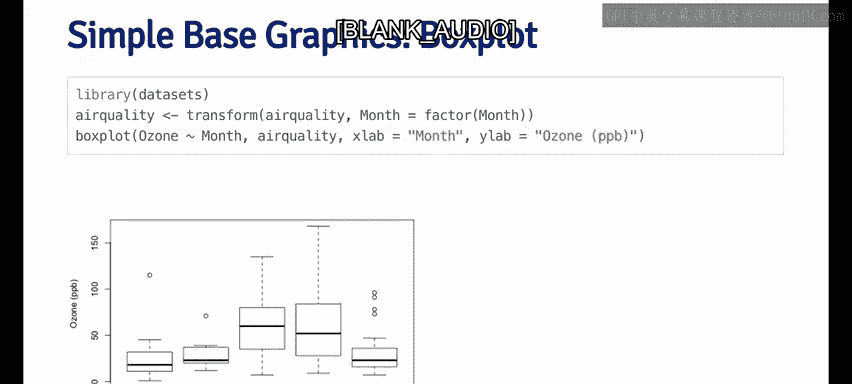 Simple Base Graphics: Boxplot
[BLANK_AUDIO]
library(datasets)
airquality <- transform(airquality, Month = factor(Month))
boxplot(Ozone ~ Month, airquality, xlab = "Month", ylab = "Ozone (ppb)")
Ozone (ppb)
150
100
50
0